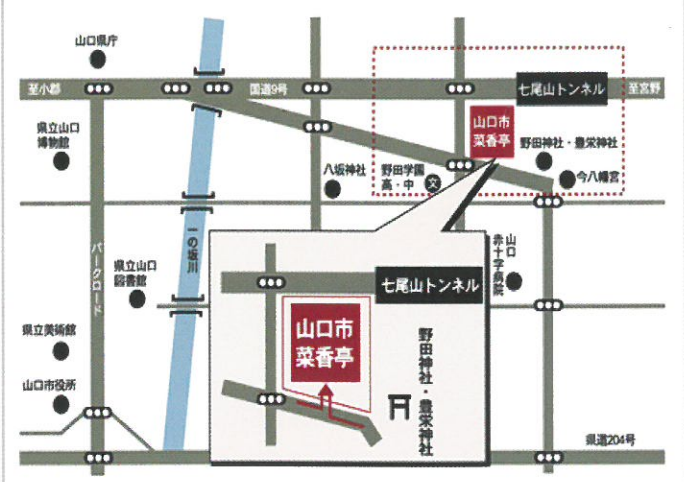 山口県庁
至小郡
国道9号
七尾山トンネル
至宮野
県立山口
博物館
山口市
菜香亭
野田神社・豊栄神社
八坂神社
野田学園
高・中
文
今八幡宮
一の坂川
パークロード
県立山口
図書館
山口
赤十字病院
七尾山トンネル
山口市
菜香亭
野田神社・豊栄神社
県立美術館
山口市役所
県道204号